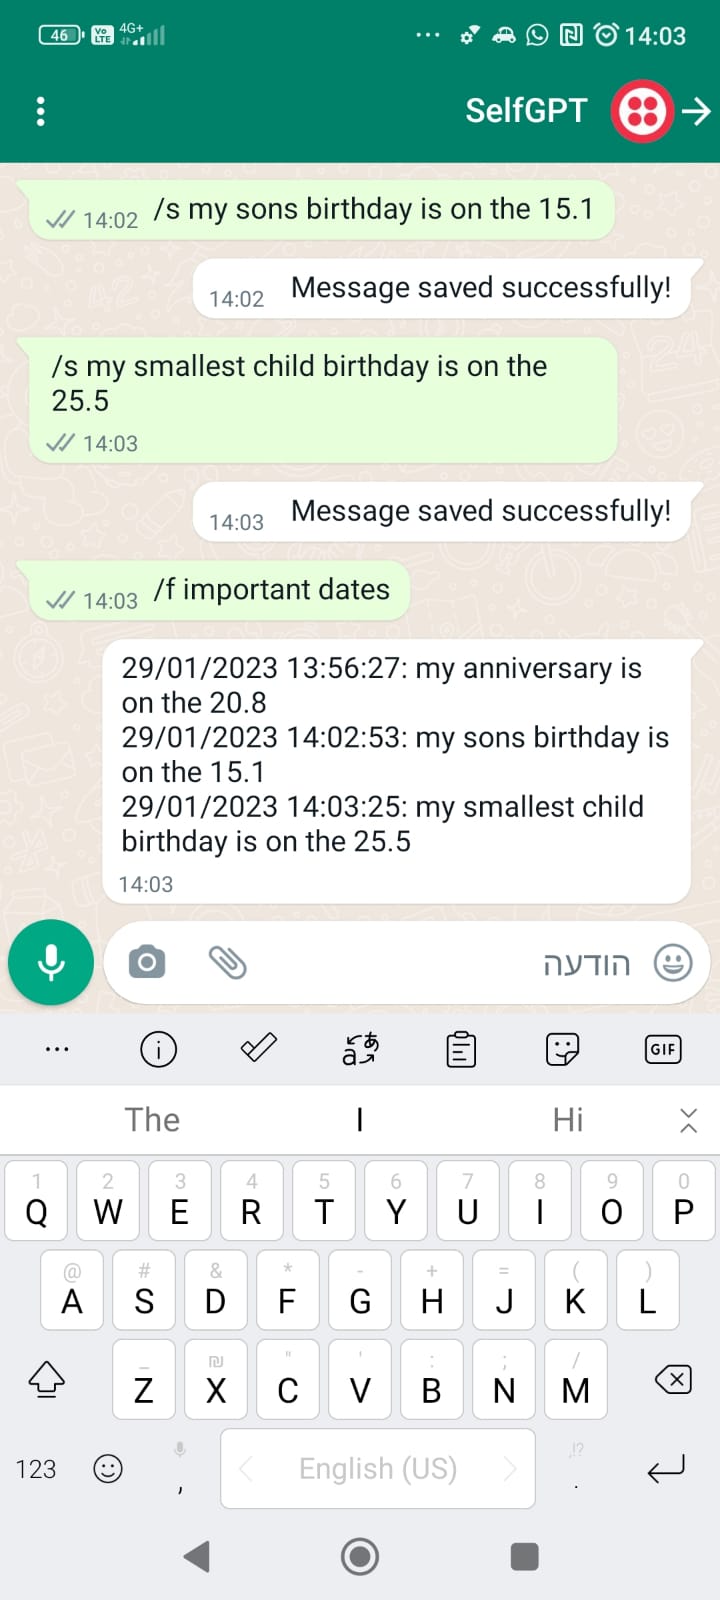 46 Vo LTE 4G+ ... 14:03
SelfGPT
/s my sons birthday is on the 15.1
14:02
Message saved successfully!
14:02
/s my smallest child birthday is on the
25.5
14:03
Message saved successfully!
14:03
/f important dates
14:03
29/01/2023 13:56:27: my anniversary is
on the 20.8
29/01/2023 14:02:53: my sons birthday is
on the 15.1
29/01/2023 14:03:25: my smallest child
birthday is on the 25.5
14:03
הודעה
... i áあ GIF
The I Hi
1 2 3 4 5 6 7 8 9 0
Q W E R T Y U I O P
@ # & * - + = ( )
A S D F G H J K L
_ ₪ " ' : ; /
Z X C V B N M
123 , English (US) ,!? .